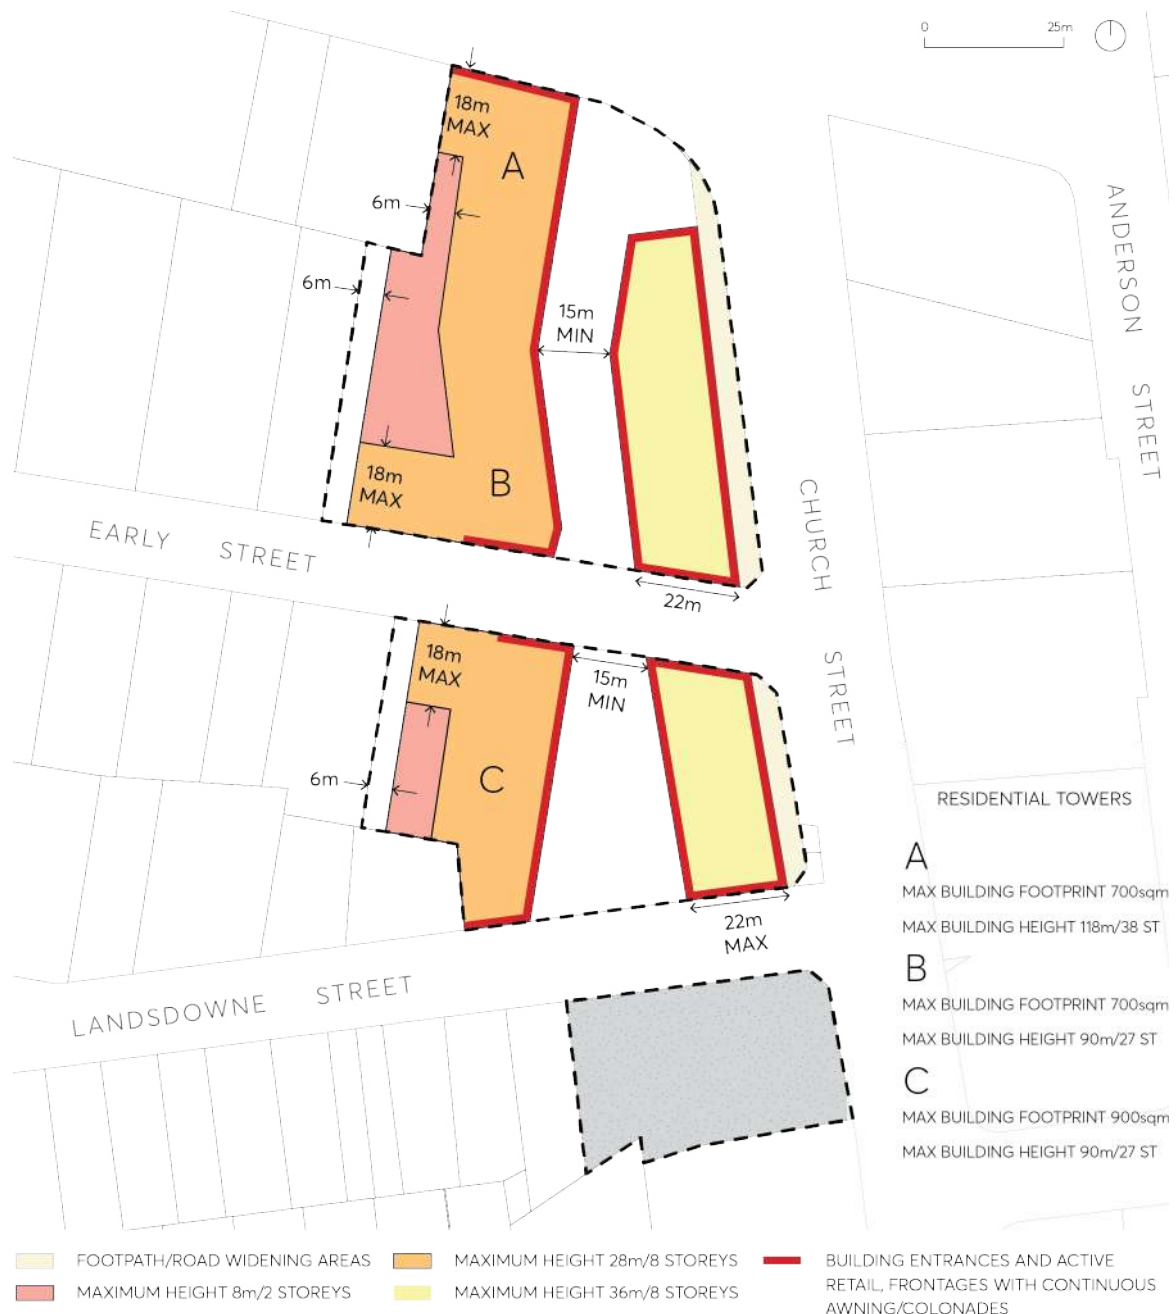 0 25m
18m
MAX
A
6m
6m
15m
MIN
18m
MAX
B
22m
EARLY STREET
CHURCH STREET
ANDERSON STREET
18m
MAX
15m
MIN
6m
C
22m
MAX
LANDSDOWNE STREET
RESIDENTIAL TOWERS
A
MAX BUILDING FOOTPRINT 700sqm
MAX BUILDING HEIGHT 118m/38 ST
B
MAX BUILDING FOOTPRINT 700sqm
MAX BUILDING HEIGHT 90m/27 ST
C
MAX BUILDING FOOTPRINT 900sqm
MAX BUILDING HEIGHT 90m/27 ST
FOOTPATH/ROAD WIDENING AREAS
MAXIMUM HEIGHT 8m/2 STOREYS
MAXIMUM HEIGHT 28m/8 STOREYS
MAXIMUM HEIGHT 36m/8 STOREYS
BUILDING ENTRANCES AND ACTIVE
RETAIL, FRONTAGES WITH CONTINUOUS
AWNING/COLONADES